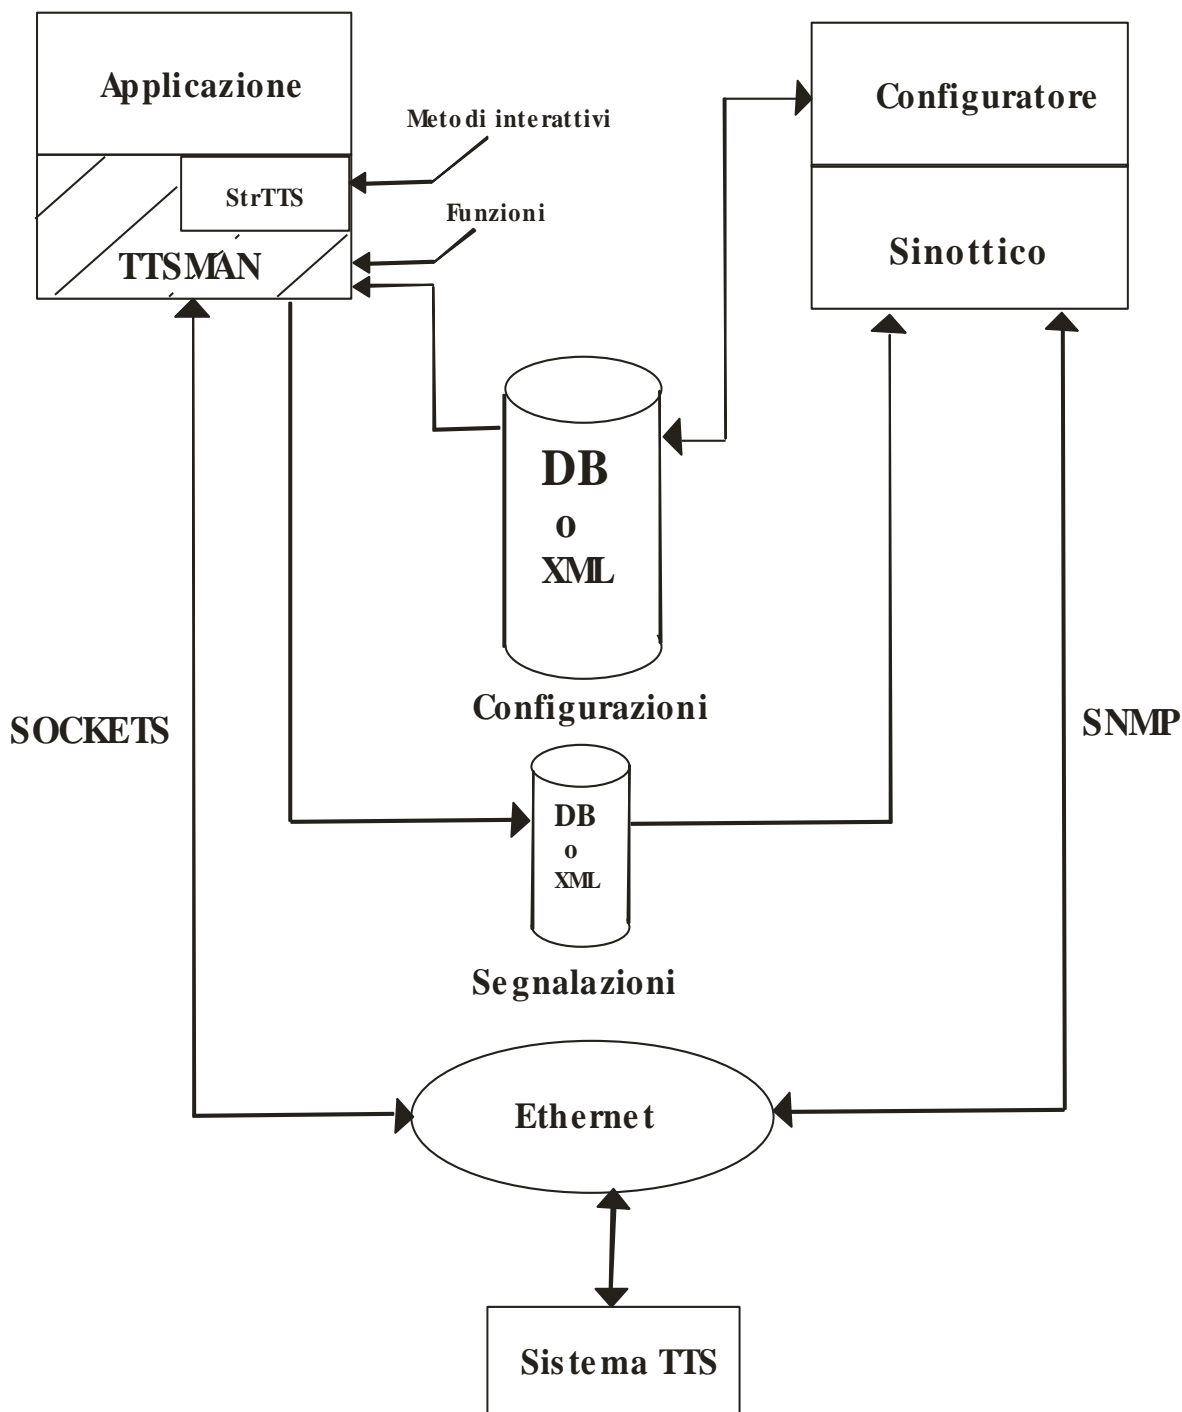 Applicazione
Configuratore
Metodi interattivi
StrTTS
Funzioni
TTSMAN
Sinottico
DB
o
XML
Configurazioni
SOCKETS
SNMP
DB
o
XML
Segnalazioni
Ethernet
Sistema TTS